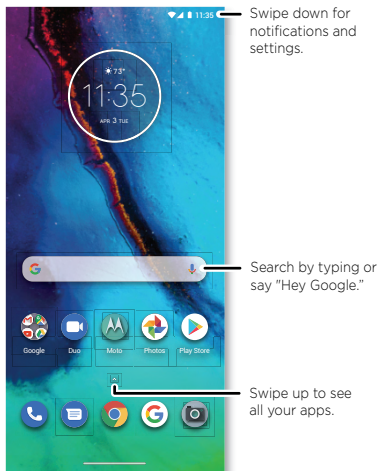 11:35
Swipe down for
notifications and
settings.
73°
11:35
APR 3 TUE
Search by typing or
say "Hey Google."
Google Duo Moto Photos Play Store
Swipe up to see
all your apps.